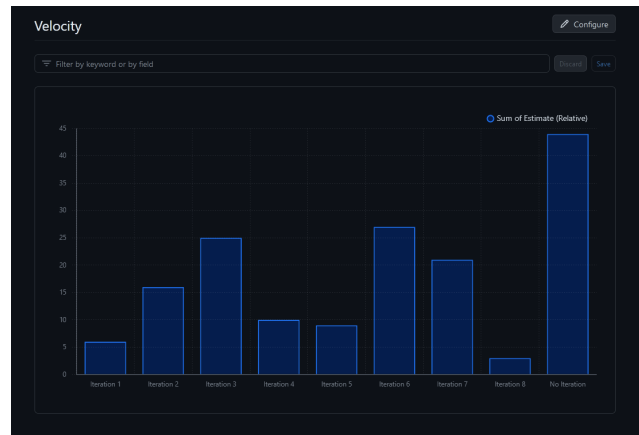 Velocity
Configure
Filter by keyword or by field
Discard
Save
Sum of Estimate (Relative)
45
40
35
30
25
20
15
10
5
0
Iteration 1 Iteration 2 Iteration 3 Iteration 4 Iteration 5 Iteration 6 Iteration 7 Iteration 8 No Iteration